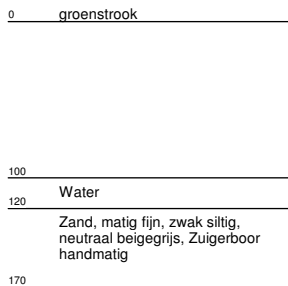 0 groenstrook
100
Water
120
Zand, matig fijn, zwak siltig,
neutraal beigegrijs, Zuigerboor
handmatig
170